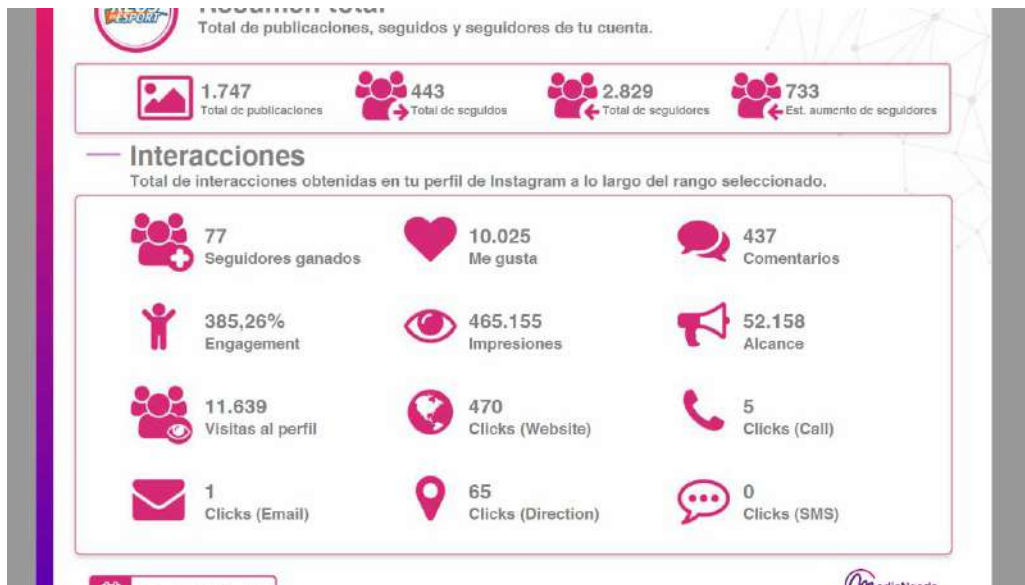 ESPORT
Resumen total
Total de publicaciones, seguidos y seguidores de tu cuenta.
1.747
Total de publicaciones
443
Total de seguidos
2.829
Total de seguidores
733
Est. aumento de seguidores
Interacciones
Total de interacciones obtenidas en tu perfil de Instagram a lo largo del rango seleccionado.
77
Seguidores ganados
10.025
Me gusta
437
Comentarios
385,26%
Engagement
465.155
Impresiones
52.158
Alcance
11.639
Visitas al perfil
470
Clicks (Website)
5
Clicks (Call)
1
Clicks (Email)
65
Clicks (Direction)
0
Clicks (SMS)